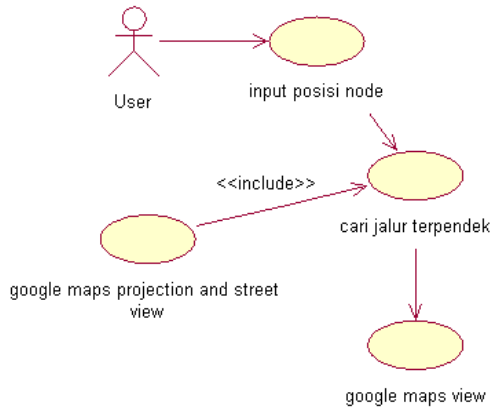 User
input posisi node
<<include>>
cari jalur terpendek
google maps projection and street
view
google maps view